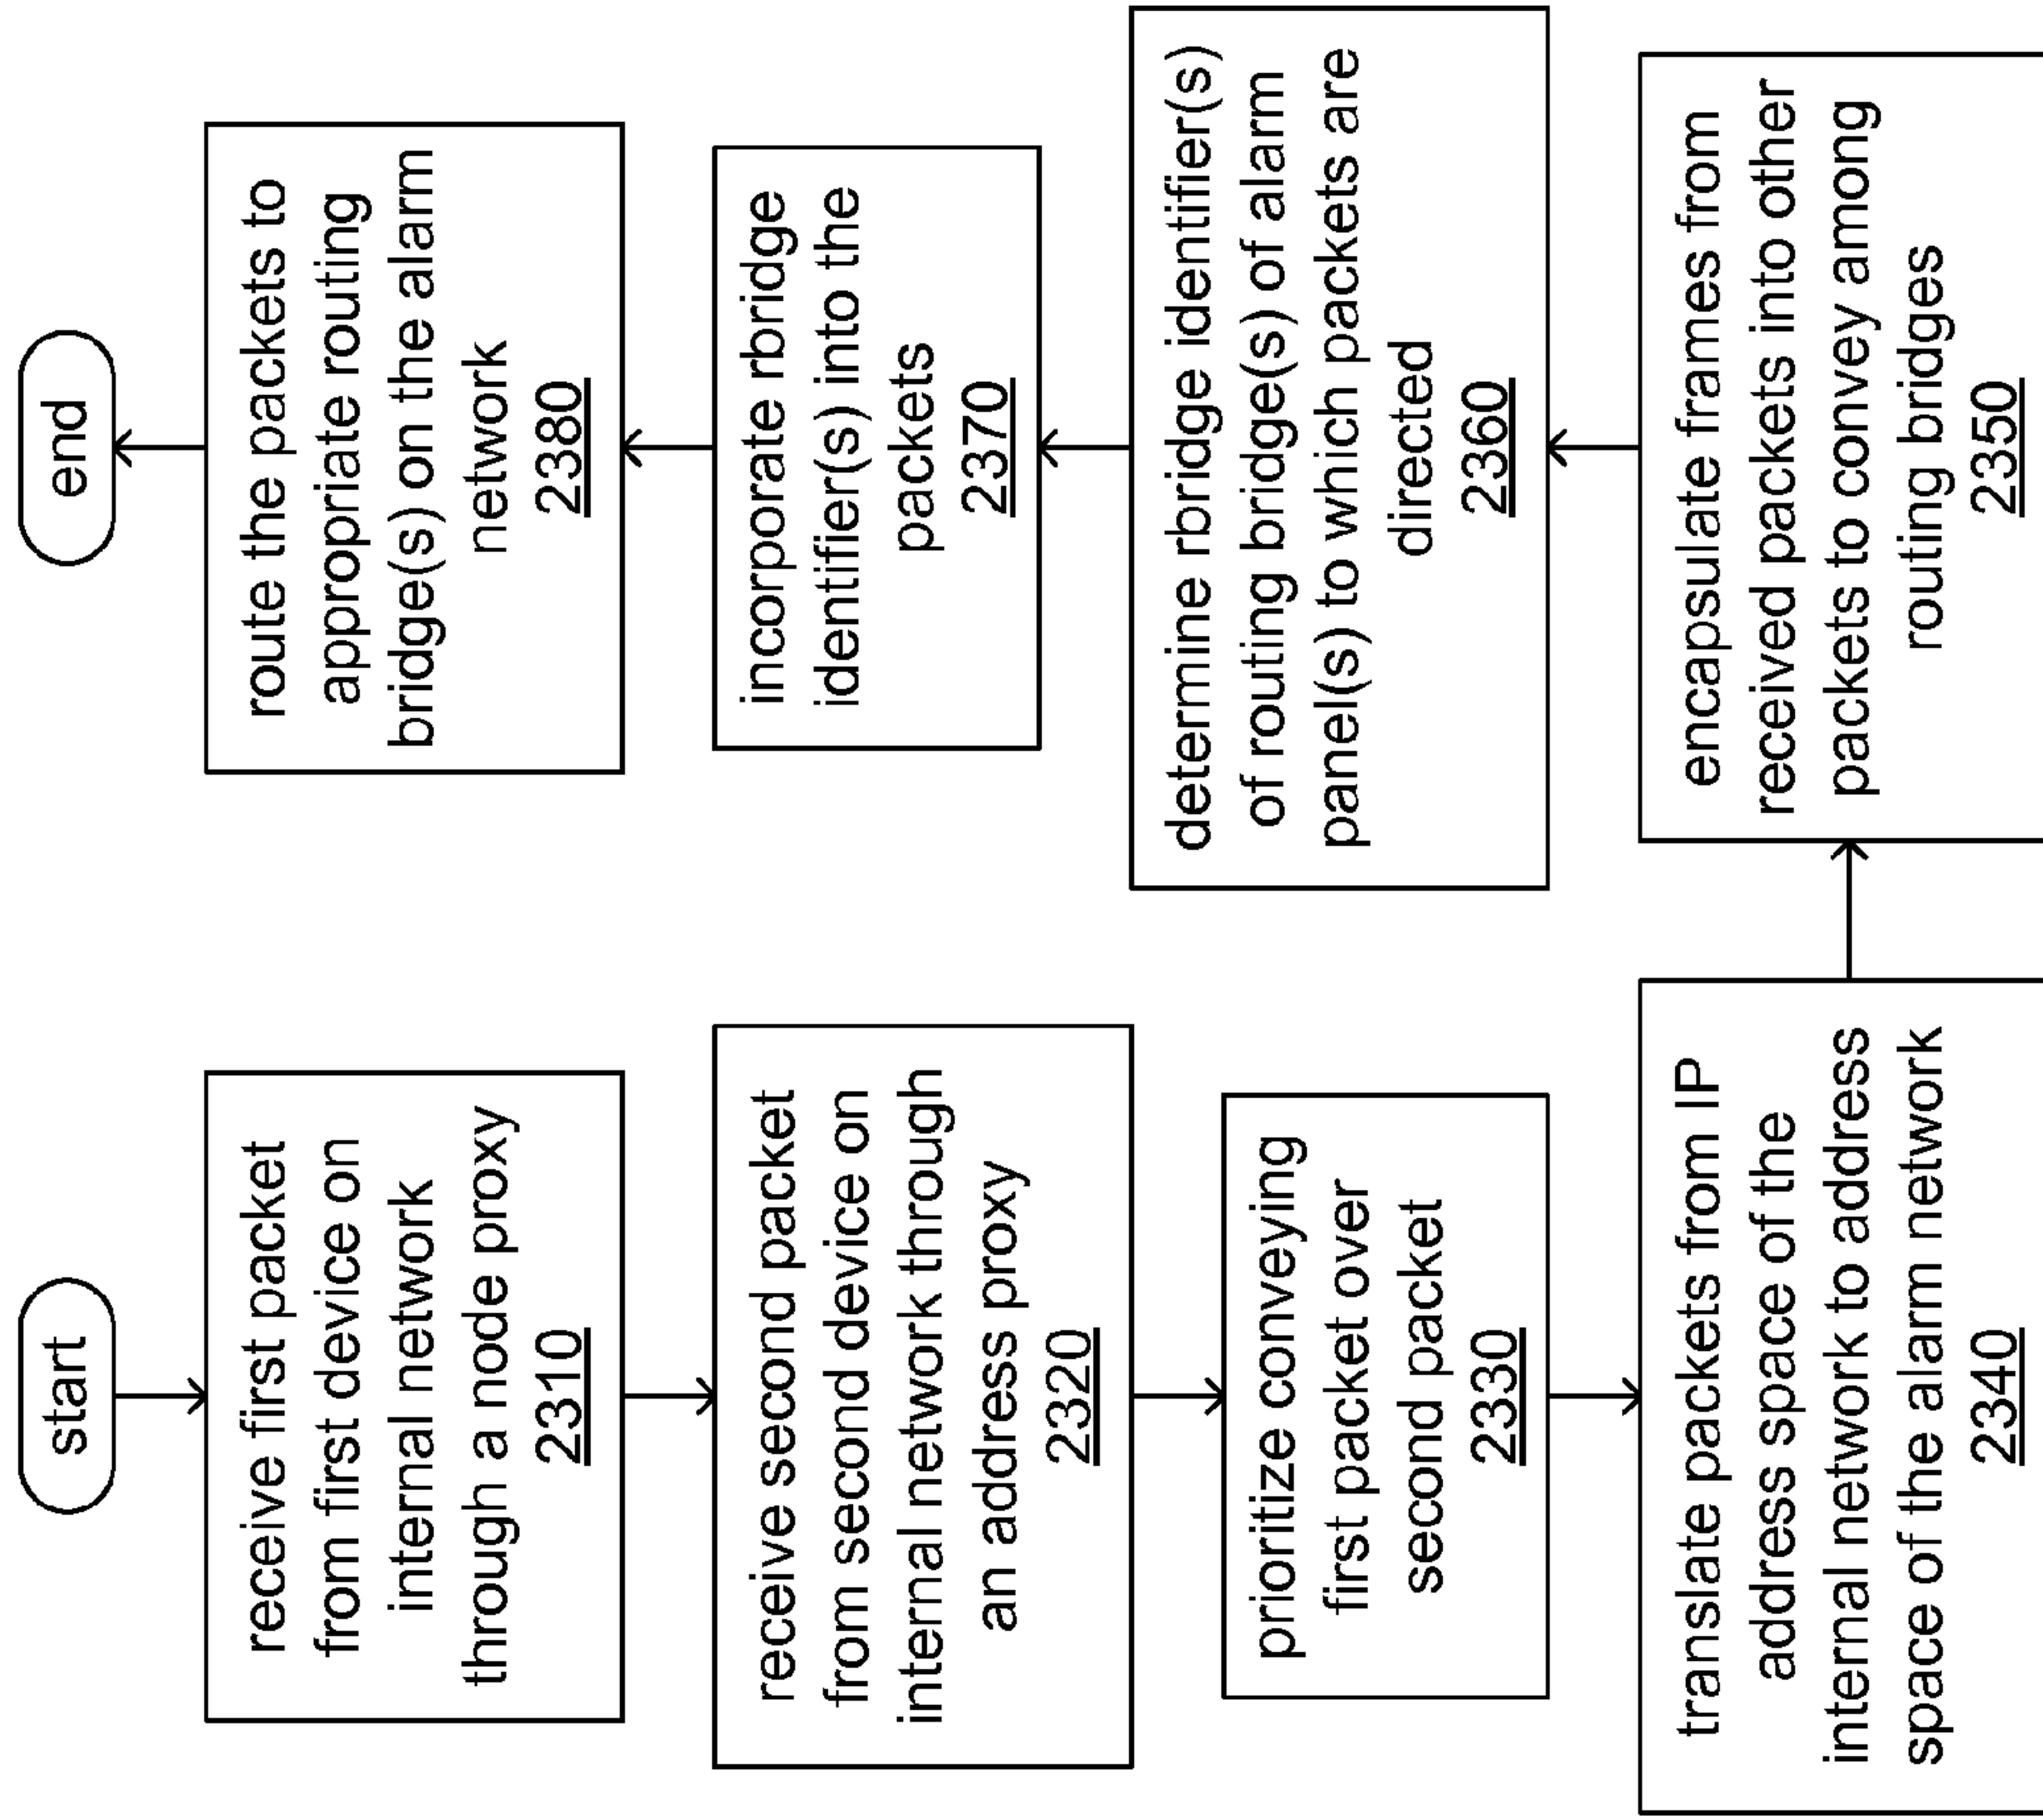 start
receive first packet
from first device on
internal network
through a node proxy
2310
receive second packet
from second device on
internal network through
an address proxy
2320
prioritize conveying
first packet over
second packet
2330
translate packets from IP
address space of the
internal network to address
space of the alarm network
2340
encapsulate frames from
received packets into other
packets to convey among
routing bridges
2350
determine rbridge identifier(s)
of routing bridge(s) of alarm
panel(s) to which packets are
directed
2360
incorporate rbridge
identifier(s) into the
packets
2370
route the packets to
appropriate routing
bridge(s) on the alarm
network
2380
end